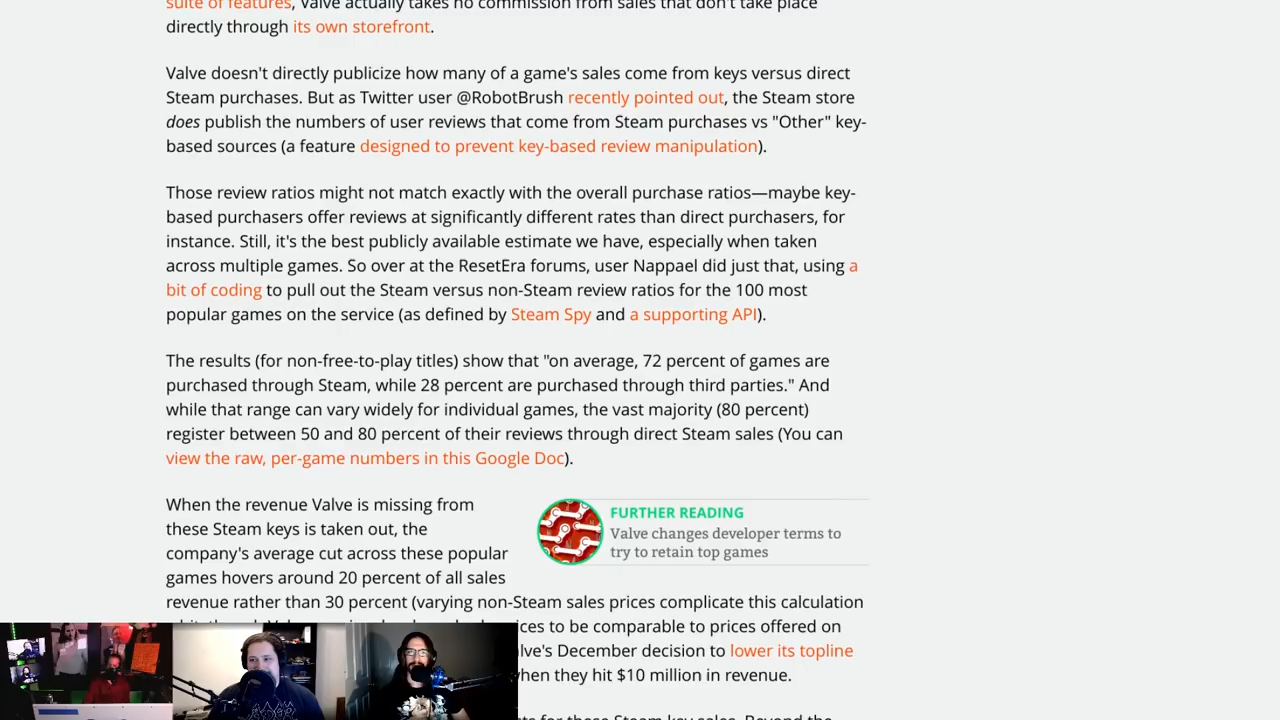 suite of features, Valve actually takes no commission from sales that don't take place
directly through its own storefront.
Valve doesn't directly publicize how many of a game's sales come from keys versus direct
Steam purchases. But as Twitter user @RobotBrush recently pointed out, the Steam store
does publish the numbers of user reviews that come from Steam purchases vs "Other" key-
based sources (a feature designed to prevent key-based review manipulation).
Those review ratios might not match exactly with the overall purchase ratios—maybe key-
based purchasers offer reviews at significantly different rates than direct purchasers, for
instance. Still, it's the best publicly available estimate we have, especially when taken
across multiple games. So over at the ResetEra forums, user Nappael did just that, using a
bit of coding to pull out the Steam versus non-Steam review ratios for the 100 most
popular games on the service (as defined by Steam Spy and a supporting API).
The results (for non-free-to-play titles) show that "on average, 72 percent of games are
purchased through Steam, while 28 percent are purchased through third parties." And
while that range can vary widely for individual games, the vast majority (80 percent)
register between 50 and 80 percent of their reviews through direct Steam sales (You can
view the raw, per-game numbers in this Google Doc).
When the revenue Valve is missing from
these Steam keys is taken out, the
company's average cut across these popular
games hovers around 20 percent of all sales
FURTHER READING
Valve changes developer terms to
try to retain top games
revenue rather than 30 percent (varying non-Steam sales prices complicate this calculation
to be comparable to prices offered on
December decision to lower its topline
when they hit $10 million in revenue.
for those Steam key sales. Beyond the